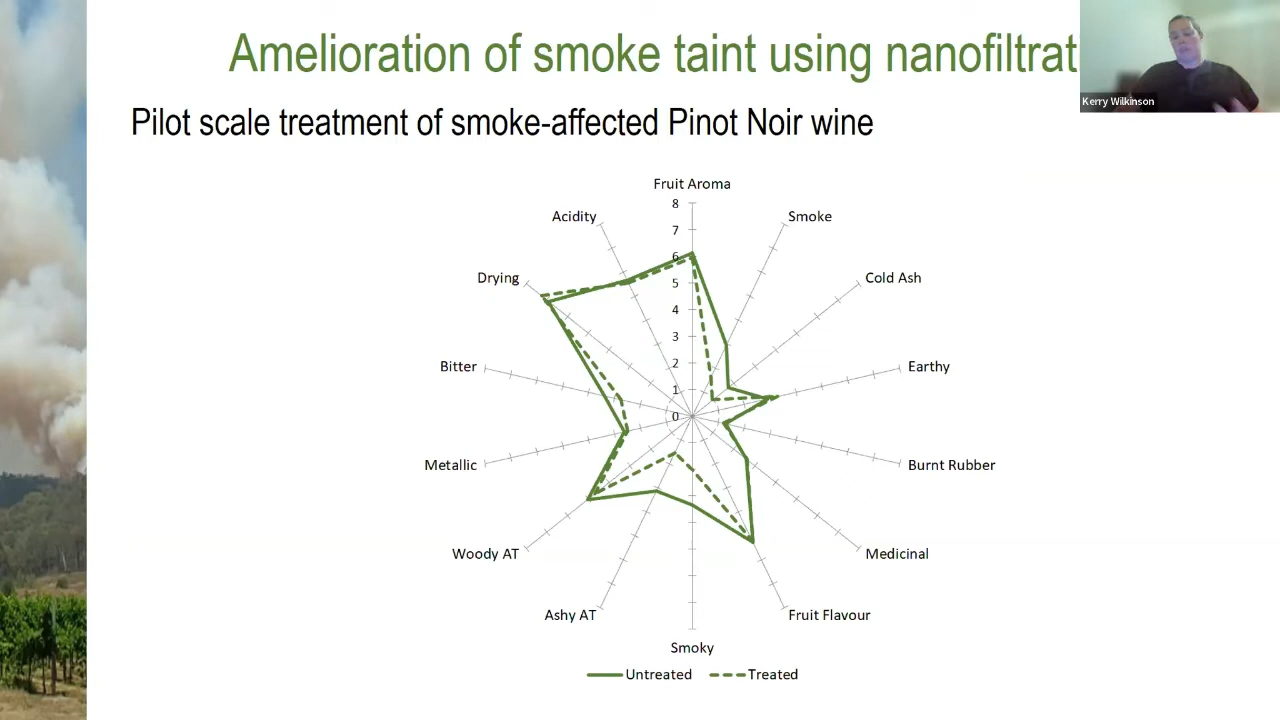 Amelioration of smoke taint using nanofiltrati
Kerry Wilkinson
Pilot scale treatment of smoke-affected Pinot Noir wine
Fruit Aroma
Acidity
Smoke
Drying
Cold Ash
Bitter
Earthy
Metallic
Burnt Rubber
Woody AT
Medicinal
Ashy AT
Fruit Flavour
Smoky
8
7
6
5
4
3
2
1
0
Untreated
Treated